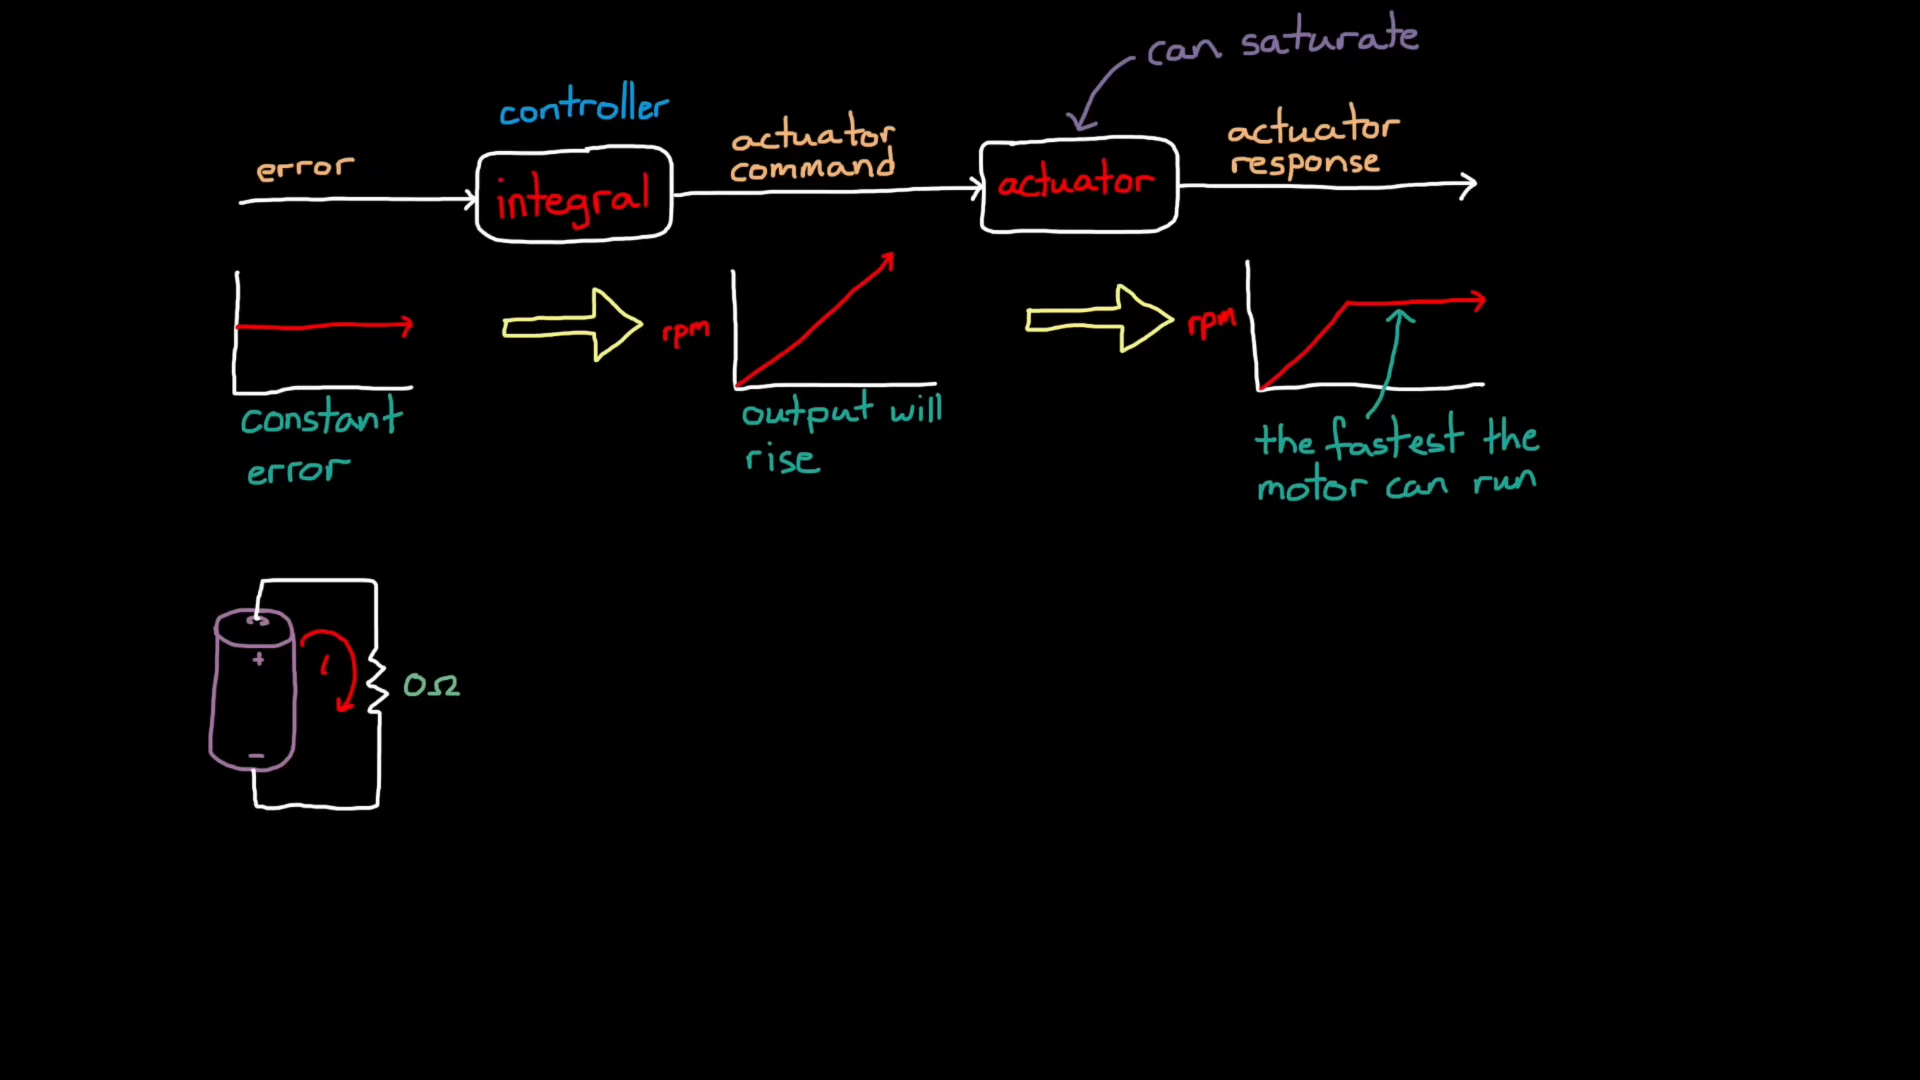 can saturate
controller
actuator
command
actuator
response
error
integral
actuator
rpm
rpm
constant
error
output will
rise
the fastest the
motor can run
+
i
0Ω
−